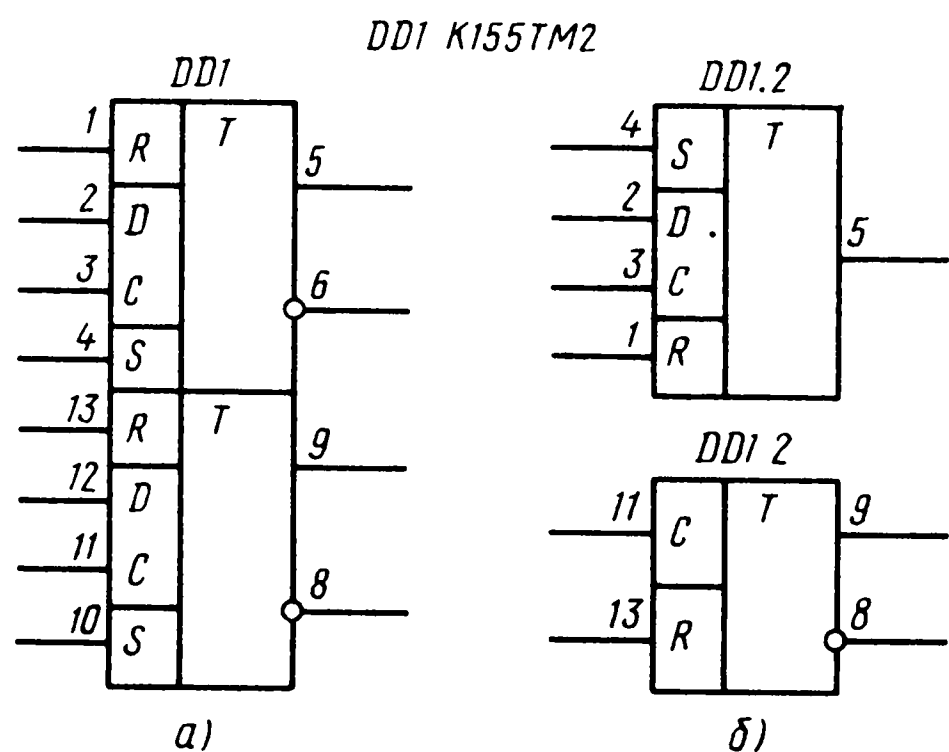 DD1 К155ТМ2
DD1
1 R T
5
2 D
3 C
6
4 S
13 R T
9
12 D
11 C
8
10 S
а)
DD1.2
4 S T
2 D .
5
3 C
1 R
DD1 2
11 C T 9
13 R 8
б)